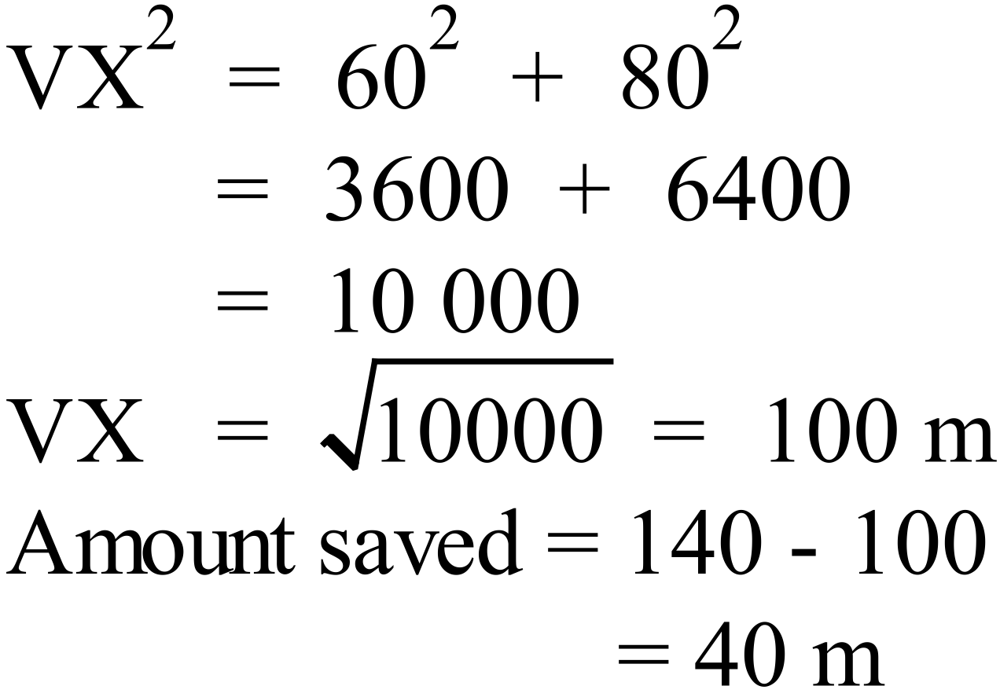 VX² = 60² + 80²
= 3600 + 6400
= 10 000
VX = √10000 = 100 m
Amount saved = 140 - 100
= 40 m